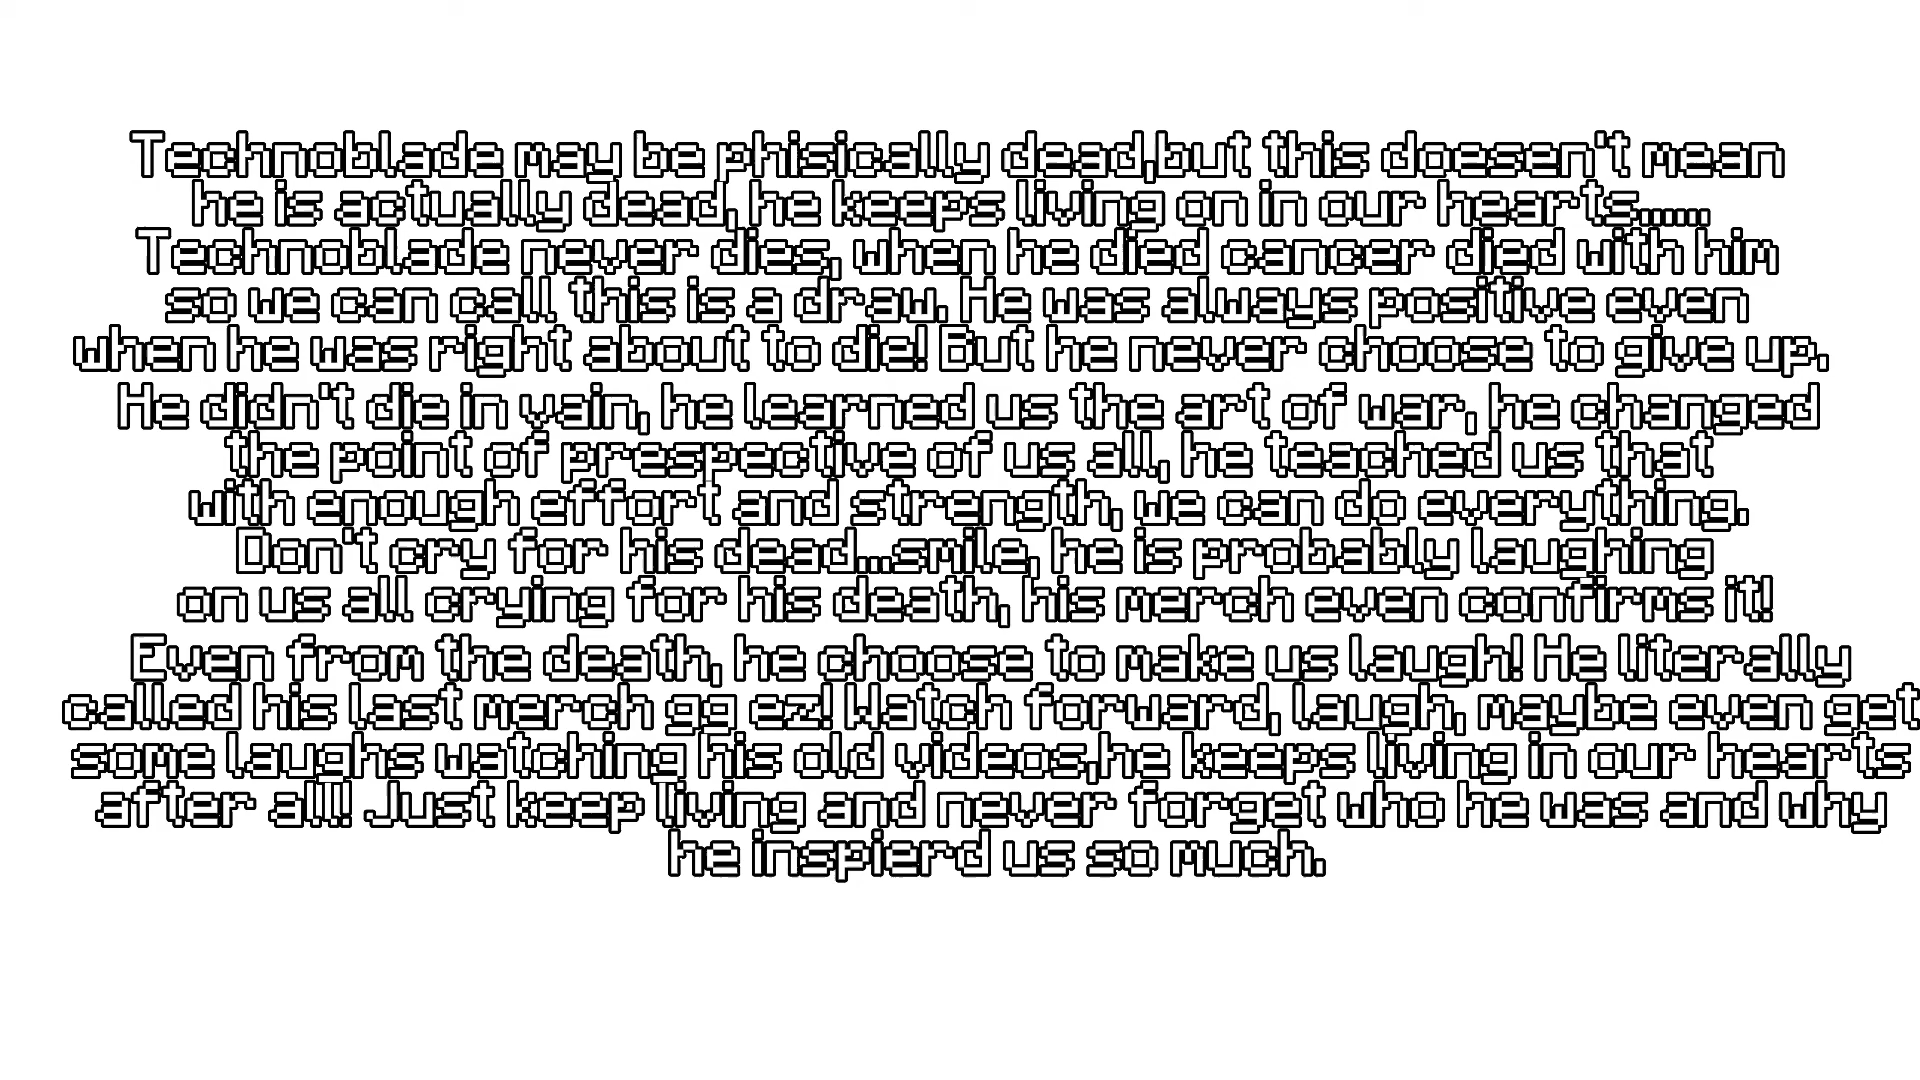 Technoblade may be phisically dead,but this doesen't mean
he is actually dead, he keeps living on in our hearts......
Technoblade never dies, when he died cancer died with him
so we can call this is a draw. He was always positive even
when he was right about to die! But he never choose to give up.
He didn't die in vain, he learned us the art of war, he changed
the point of prespective of us all, he teached us that
with enough effort and strength, we can do everything.
Don't cry for his dead...smile, he is probably laughing
on us all crying for his death, his merch even confirms it!
Even from the death, he choose to make us laugh! He literally
called his last merch gg ez! Watch forward, laugh, maybe even get
some laughs watching his old videos,he keeps living in our hearts
after all! Just keep living and never forget who he was and why
he inspierd us so much.